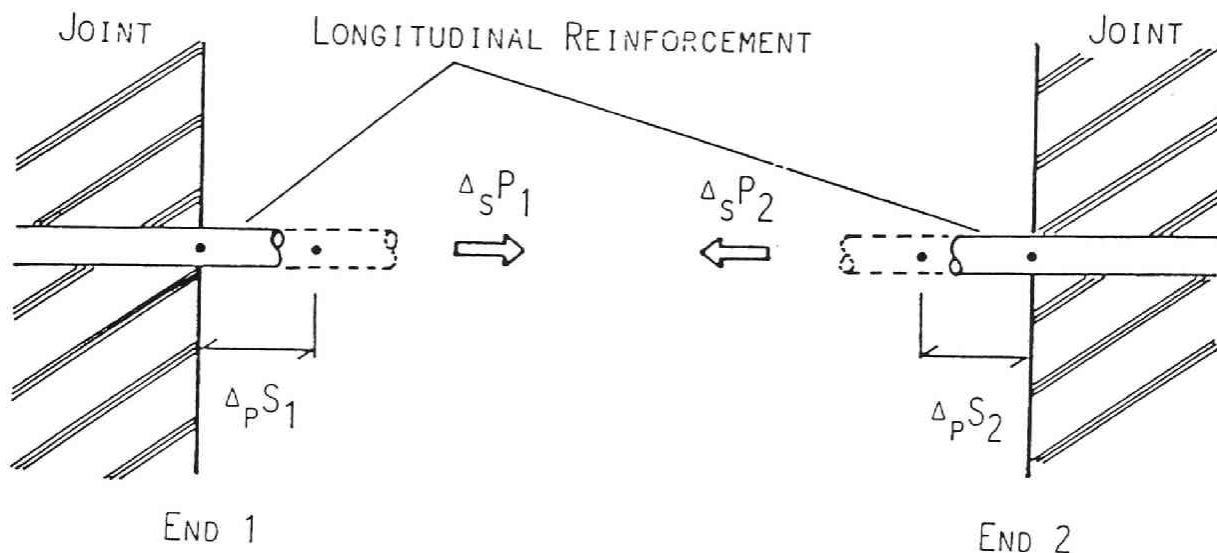 JOINT
LONGITUDINAL REINFORCEMENT
JOINT
ΔsP1
ΔsP2
ΔPS1
ΔPS2
END 1
END 2